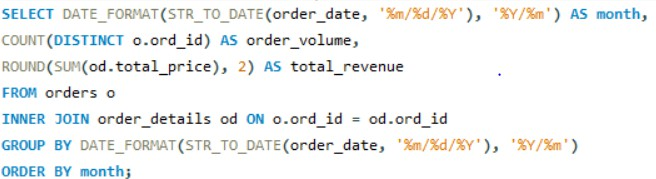 SELECT DATE_FORMAT(STR_TO_DATE(order_date, '%m/%d/%Y'), '%Y/%m') AS month,
COUNT(DISTINCT o.ord_id) AS order_volume,
ROUND(SUM(od.total_price), 2) AS total_revenue
FROM orders o
INNER JOIN order_details od ON o.ord_id = od.ord_id
GROUP BY DATE_FORMAT(STR_TO_DATE(order_date, '%m/%d/%Y'), '%Y/%m')
ORDER BY month;